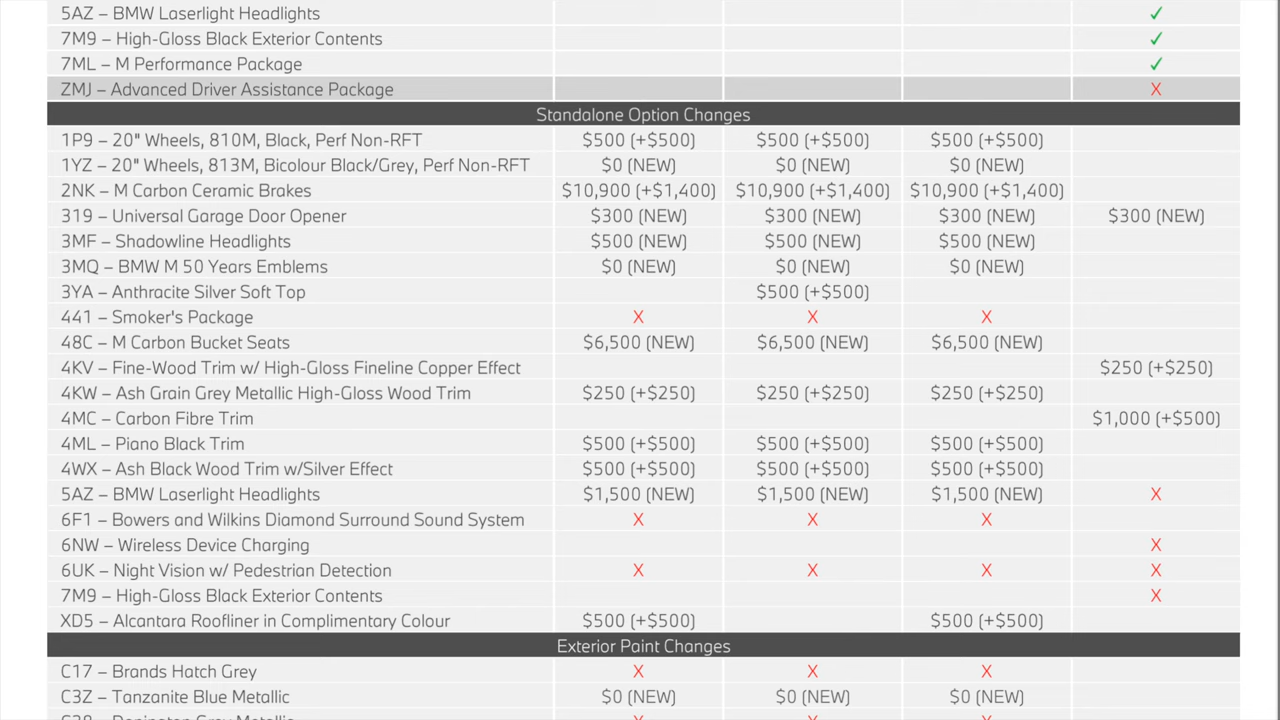 5AZ – BMW Laserlight Headlights ✓
7M9 – High-Gloss Black Exterior Contents ✓
7ML – M Performance Package ✓
ZMJ – Advanced Driver Assistance Package X
Standalone Option Changes
1P9 – 20" Wheels, 810M, Black, Perf Non-RFT $500 (+$500) $500 (+$500) $500 (+$500)
1YZ – 20" Wheels, 813M, Bicolour Black/Grey, Perf Non-RFT $0 (NEW) $0 (NEW) $0 (NEW)
2NK – M Carbon Ceramic Brakes $10,900 (+$1,400) $10,900 (+$1,400) $10,900 (+$1,400)
319 – Universal Garage Door Opener $300 (NEW) $300 (NEW) $300 (NEW) $300 (NEW)
3MF – Shadowline Headlights $500 (NEW) $500 (NEW) $500 (NEW)
3MQ – BMW M 50 Years Emblems $0 (NEW) $0 (NEW) $0 (NEW)
3YA – Anthracite Silver Soft Top $500 (+$500)
441 – Smoker's Package X X X
48C – M Carbon Bucket Seats $6,500 (NEW) $6,500 (NEW) $6,500 (NEW)
4KV – Fine-Wood Trim w/ High-Gloss Fineline Copper Effect $250 (+$250)
4KW – Ash Grain Grey Metallic High-Gloss Wood Trim $250 (+$250) $250 (+$250) $250 (+$250)
4MC – Carbon Fibre Trim $1,000 (+$500)
4ML – Piano Black Trim $500 (+$500) $500 (+$500) $500 (+$500)
4WX – Ash Black Wood Trim w/Silver Effect $500 (+$500) $500 (+$500) $500 (+$500)
5AZ – BMW Laserlight Headlights $1,500 (NEW) $1,500 (NEW) $1,500 (NEW) X
6F1 – Bowers and Wilkins Diamond Surround Sound System X X X
6NW – Wireless Device Charging X
6UK – Night Vision w/ Pedestrian Detection X X X X
7M9 – High-Gloss Black Exterior Contents X
XD5 – Alcantara Roofliner in Complimentary Colour $500 (+$500) $500 (+$500)
Exterior Paint Changes
C17 – Brands Hatch Grey X X X
C3Z – Tanzanite Blue Metallic $0 (NEW) $0 (NEW) $0 (NEW)